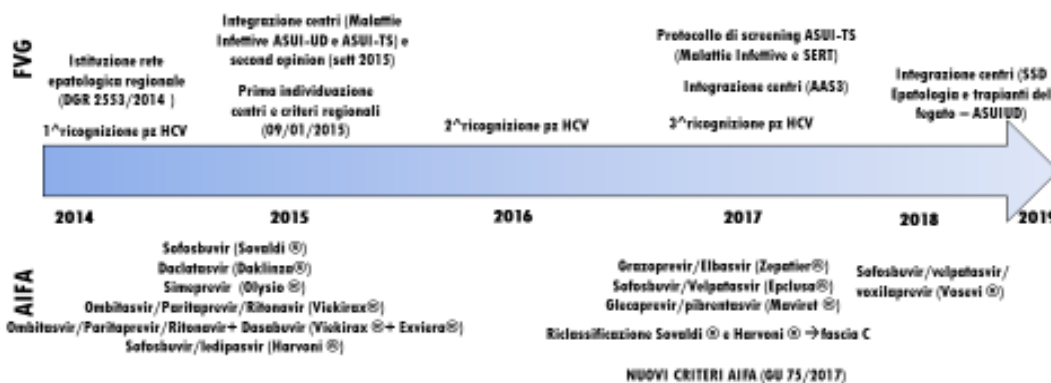 FVG
Istituzione rete
epatologica regionale
(DGR 2553/2014 )
1^ricognizione pz HCV
Integrazione centri (Malattie
Infettive ASUI-UD e ASUI-TS) e
second opinion (sett 2015)
Prima individuazione
centri e criteri regionali
(09/01/2015)
2^ricognizione pz HCV
Protocollo di screening ASUI-TS
(Malattie Infettive e SERT)
Integrazione centri (AAS3)
3^ricognizione pz HCV
Integrazione centri (SSD
Epatologia e trapianti del
fegato – ASUIUD)
2014 2015 2016 2017 2018 2019
AIFA
Sofosbuvir (Sovaldi ®)
Daclatasvir (Daklinza®)
Simeprevir (Olysio ®)
Ombitasvir/Paritaprevir/Ritonavir (Viekirax®)
Ombitasvir/Paritaprevir/Ritonavir+ Dasabuvir (Viekirax ®+ Exviera®)
Sofosbuvir/ledipasvir (Harvoni ®)
Grazoprevir/Elbasvir (Zepatier®)
Sofosbuvir/Velpatasvir (Epclusa®)
Glecaprevir/pibrentasvir (Maviret ®)
Riclassificazione Sovaldi ® e Harvoni ® →fascia C
NUOVI CRITERI AIFA (GU 75/2017)
Sofosbuvir/velpatasvir/
voxilaprevir (Vosevi ®)